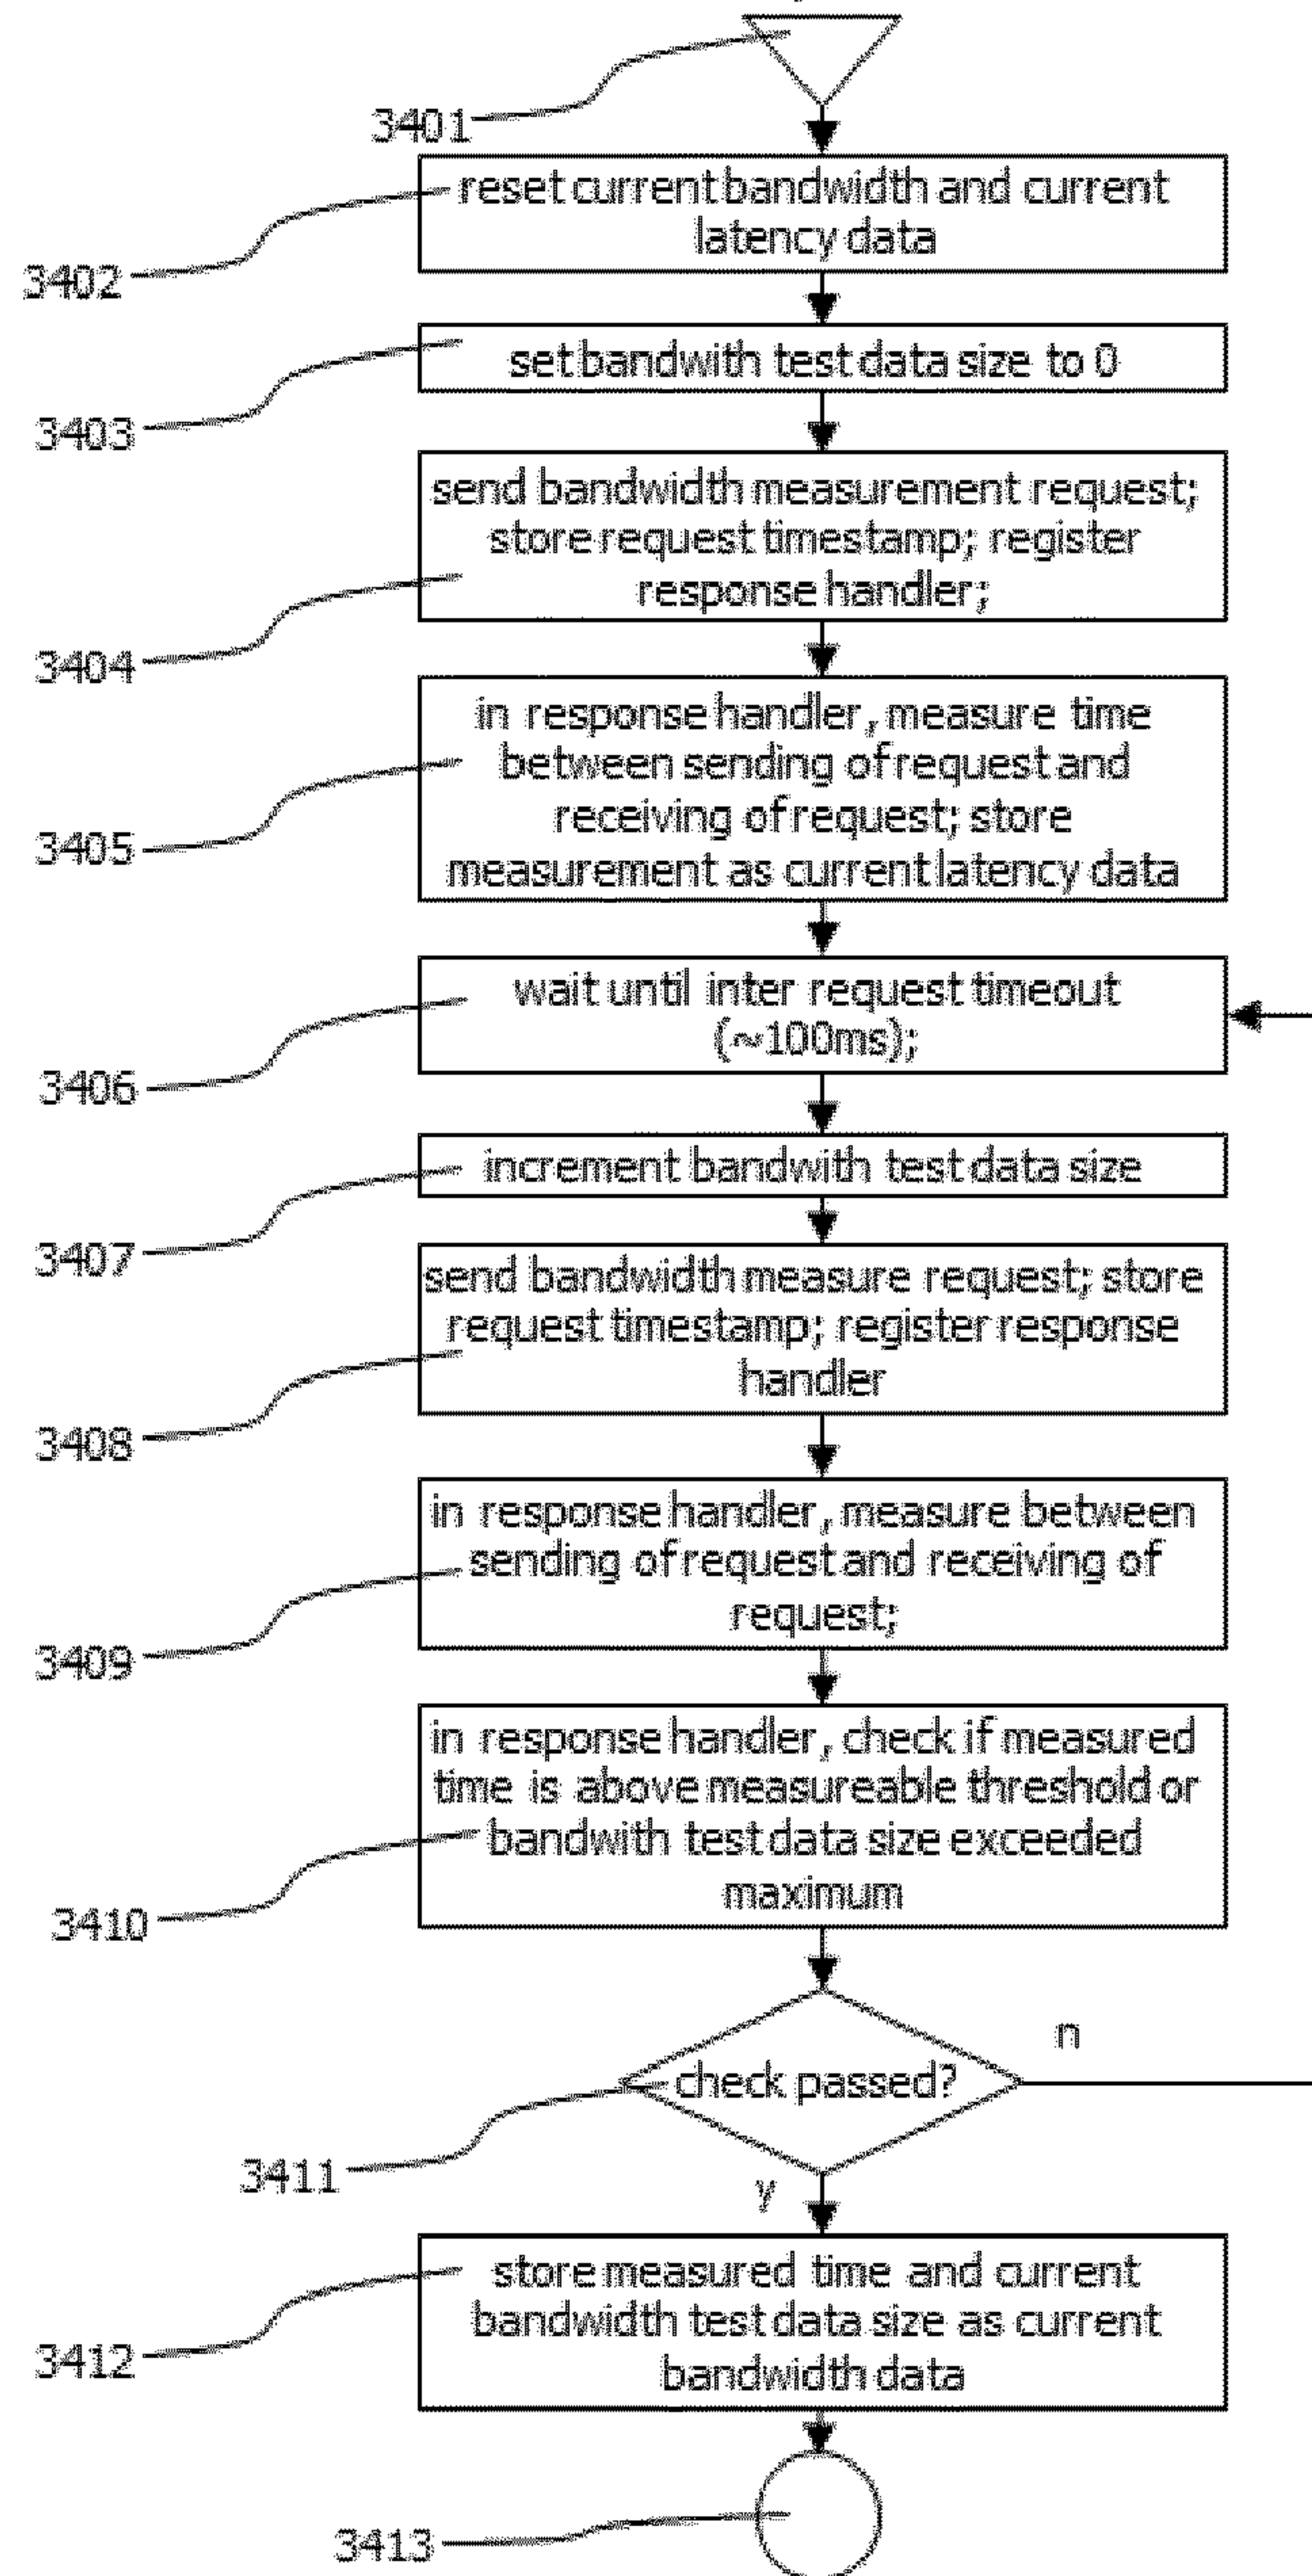 3401
reset current bandwidth and current
latency data
3402
set bandwith test data size to 0
3403
send bandwidth measurement request;
store request timestamp; register
response handler;
3404
in response handler, measure time
between sending of request and
receiving of request; store
measurement as current latency data
3405
wait until inter request timeout
(~100ms);
3406
increment bandwith test data size
3407
send bandwidth measure request; store
request timestamp; register response
handler
3408
in response handler, measure between
sending of request and receiving of
request;
3409
in response handler, check if measured
time is above measureable threshold or
bandwith test data size exceeded
maximum
3410
n
check passed?
3411
y
store measured time and current
bandwidth test data size as current
bandwidth data
3412
3413